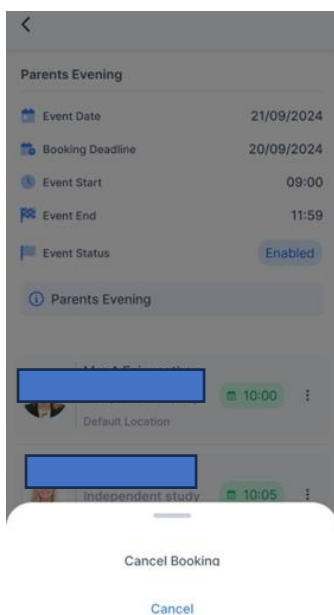 Parents Evening
Event Date 21/09/2024
Booking Deadline 20/09/2024
Event Start 09:00
Event End 11:59
Event Status Enabled
Parents Evening
10:00
Default Location
Independent study 10:05
Cancel Booking
Cancel